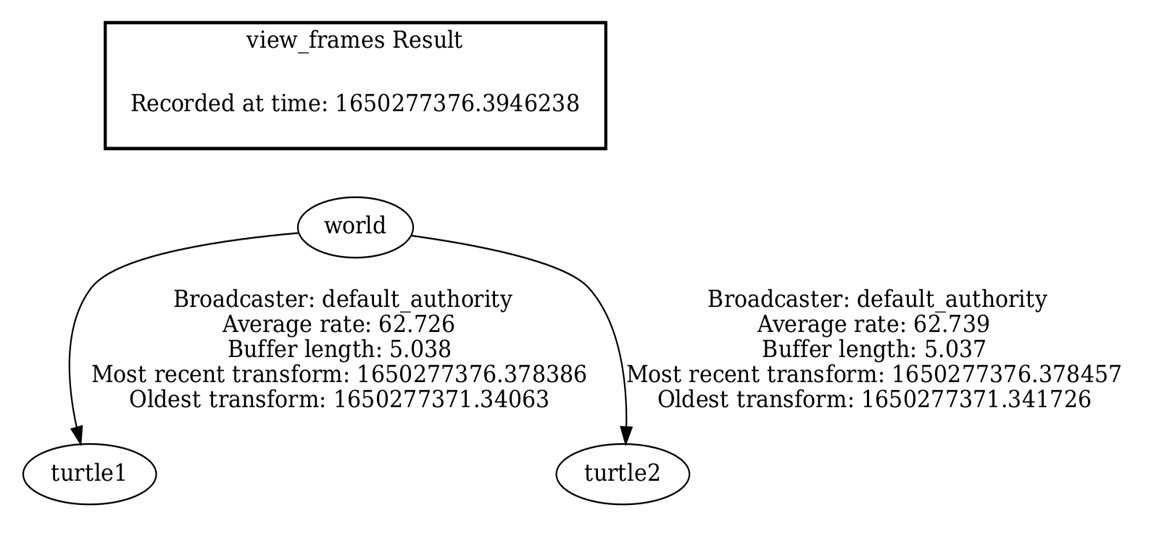 view_frames Result
Recorded at time: 1650277376.3946238
world
Broadcaster: default_authority
Average rate: 62.726
Buffer length: 5.038
Most recent transform: 1650277376.378386
Oldest transform: 1650277371.34063
Broadcaster: default_authority
Average rate: 62.739
Buffer length: 5.037
Most recent transform: 1650277376.378457
Oldest transform: 1650277371.341726
turtle1
turtle2